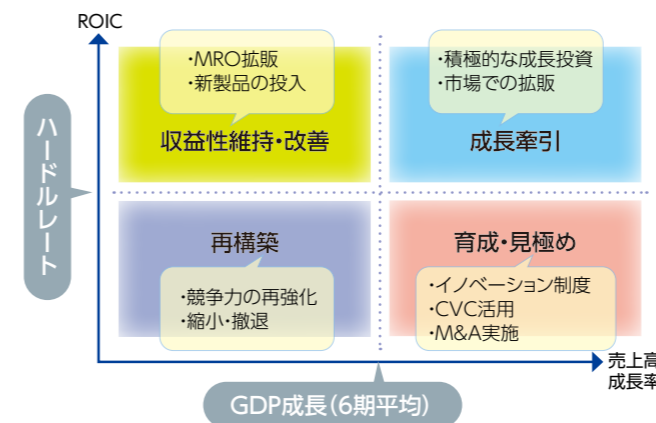 ROIC
・MRO拡販
・新製品の投入
収益性維持・改善
・積極的な成長投資
・市場での拡販
成長牽引
ハードルレート
再構築
・競争力の再強化
・縮小・撤退
育成・見極め
・イノベーション制度
・CVC活用
・M&A実施
売上高
成長率
GDP成長(6期平均)